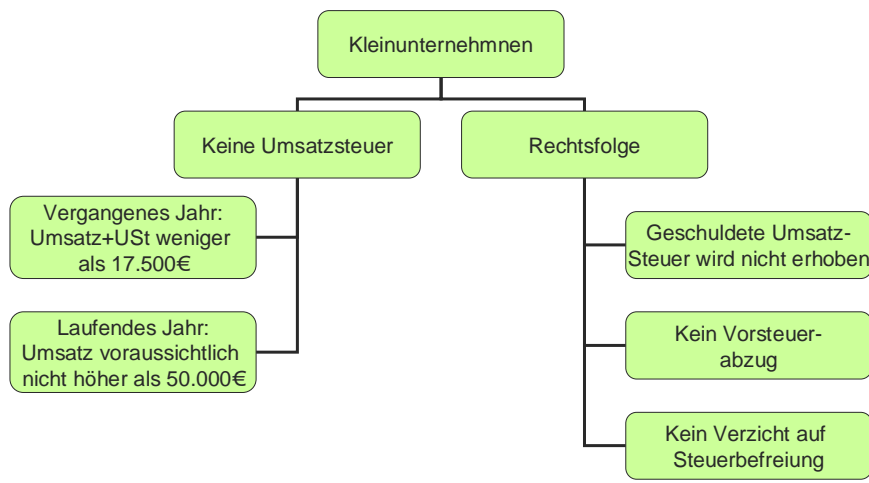 Kleinunternehmnen
Keine Umsatzsteuer
Rechtsfolge
Vergangenes Jahr:
Umsatz+USt weniger
als 17.500€
Laufendes Jahr:
Umsatz voraussichtlich
nicht höher als 50.000€
Geschuldete Umsatz-
Steuer wird nicht erhoben
Kein Vorsteuer-
abzug
Kein Verzicht auf
Steuerbefreiung